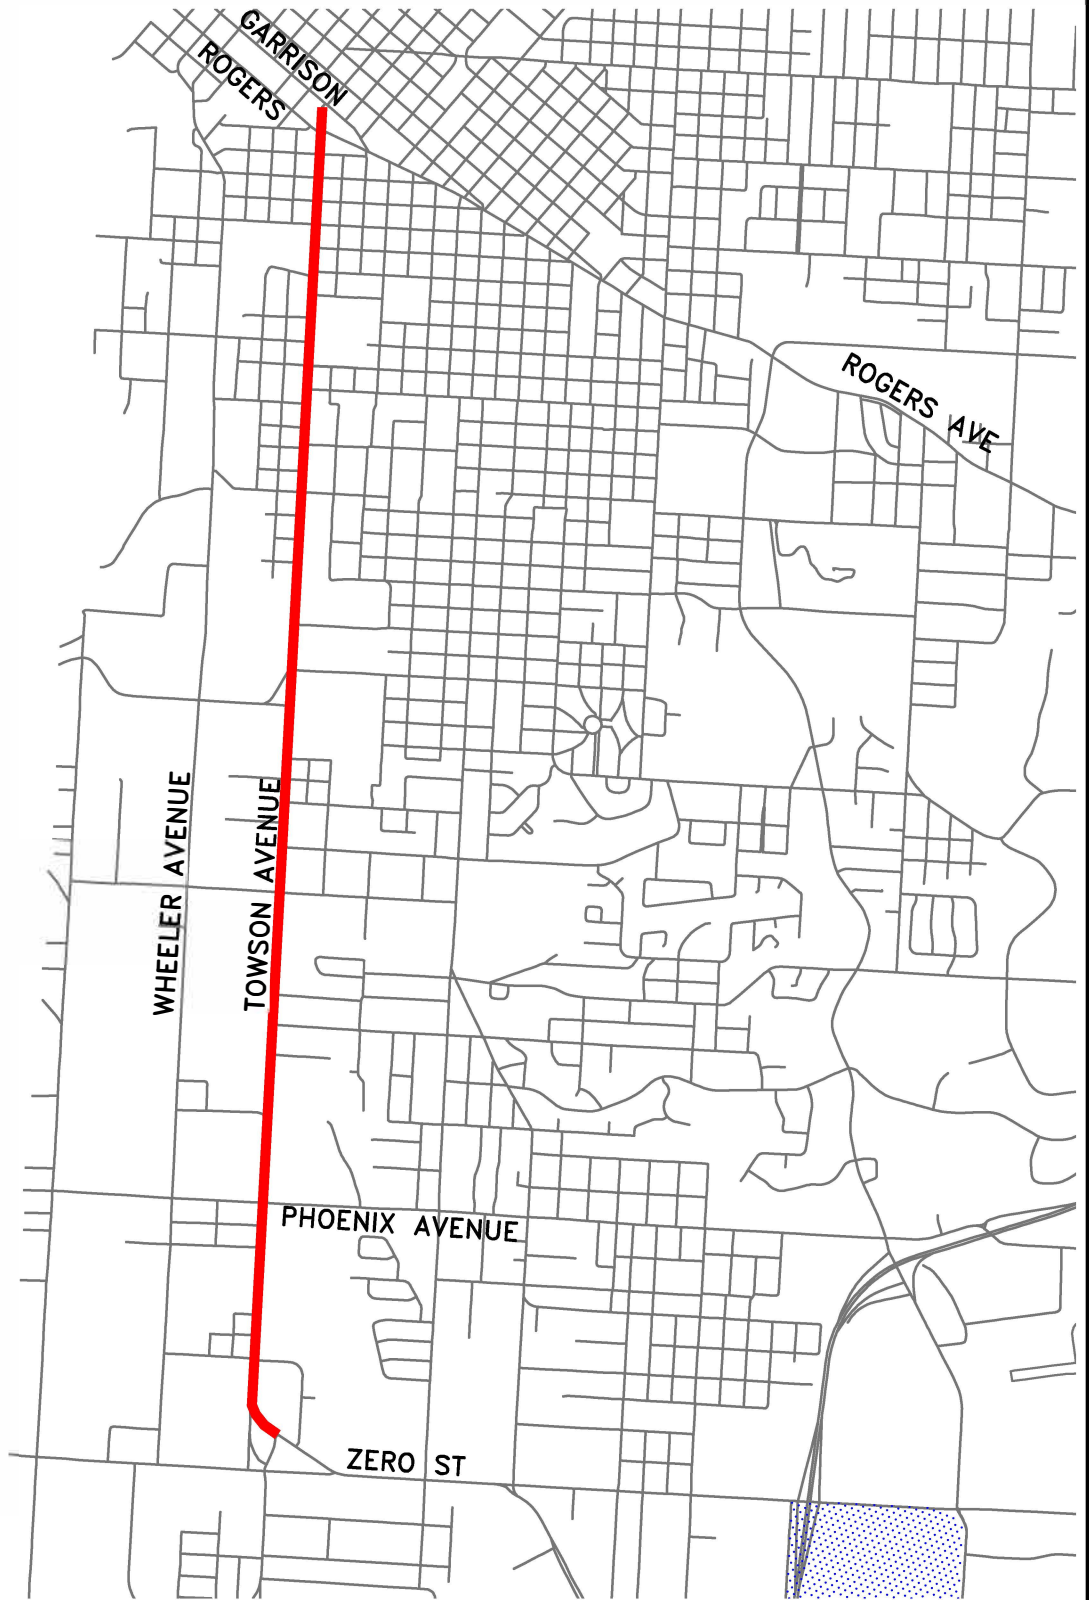 GARRISON
ROGERS
ROGERS AVE
WHEELER AVENUE
TOWSON AVENUE
PHOENIX AVENUE
ZERO ST